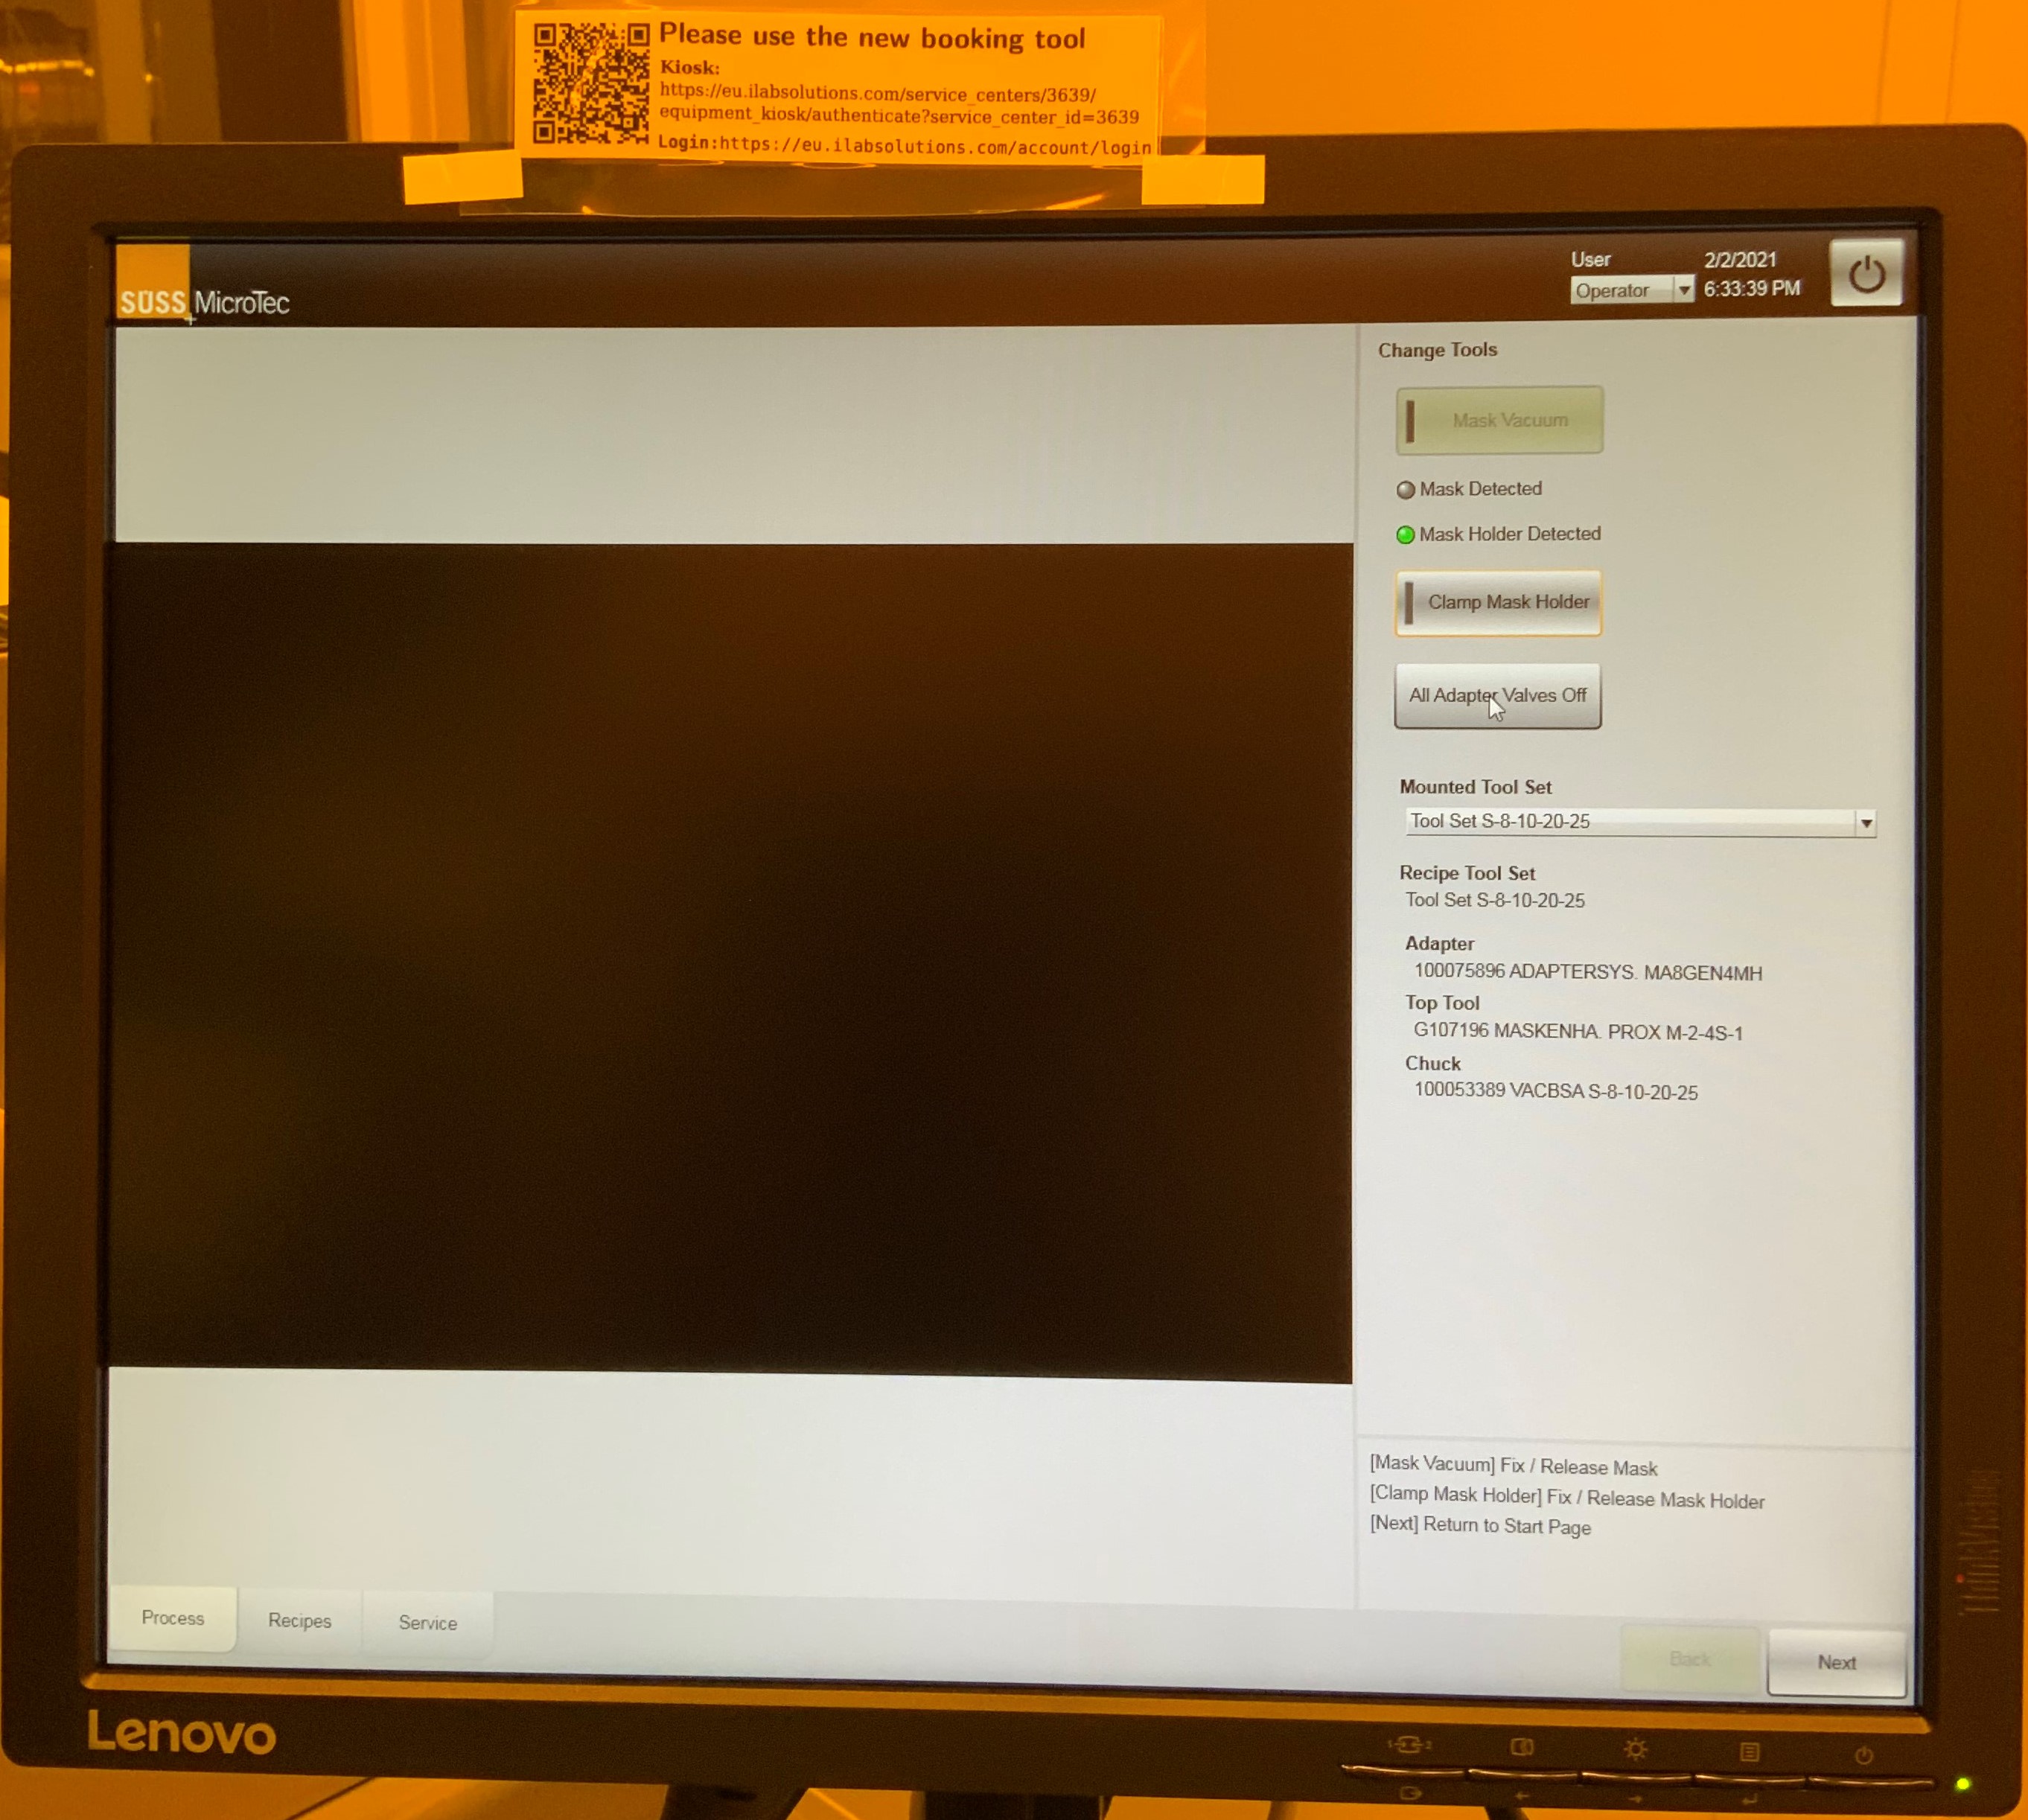 Please use the new booking tool
Kiosk:
https://eu.ilabsolutions.com/service_centers/3639/
equipment_kiosk/authenticate?service_center_id=3639
Login:https://eu.ilabsolutions.com/account/login
SÜSS MicroTec
User
Operator
2/2/2021
6:33:39 PM
Change Tools
Mask Vacuum
Mask Detected
Mask Holder Detected
Clamp Mask Holder
All Adapter Valves Off
Mounted Tool Set
Tool Set S-8-10-20-25
Recipe Tool Set
Tool Set S-8-10-20-25
Adapter
100075896 ADAPTERSYS. MA8GEN4MH
Top Tool
G107196 MASKENHA. PROX M-2-4S-1
Chuck
100053389 VACBSA S-8-10-20-25
[Mask Vacuum] Fix / Release Mask
[Clamp Mask Holder] Fix / Release Mask Holder
[Next] Return to Start Page
Process
Recipes
Service
Back
Next
Lenovo
ThinkVision